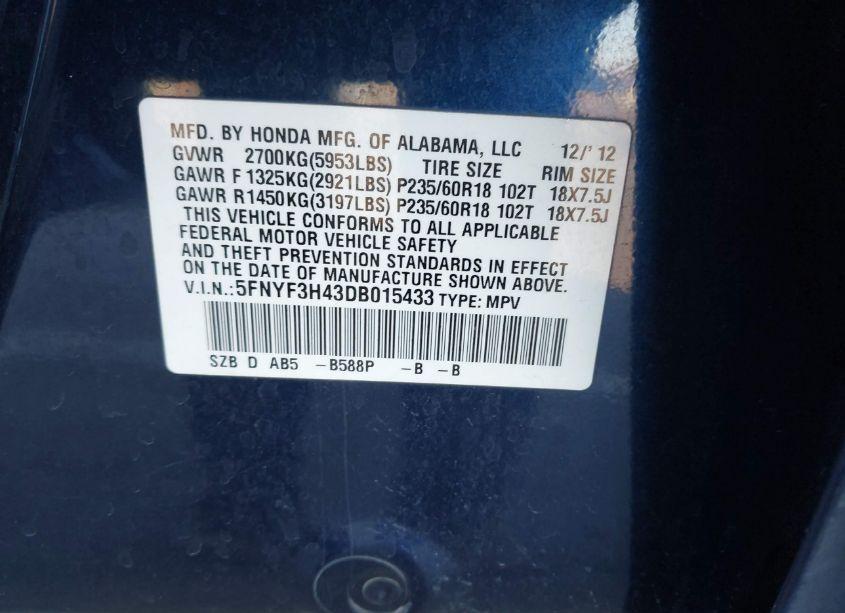 MFD. BY HONDA MFG. OF ALABAMA, LLC 12/' 12
GVWR 2700KG(5953LBS) TIRE SIZE RIM SIZE
GAWR F1325KG(2921LBS) P235/60R18 102T 18X7.5J
GAWR R1450KG(3197LBS) P235/60R18 102T 18X7.5J
THIS VEHICLE CONFORMS TO ALL APPLICABLE
FEDERAL MOTOR VEHICLE SAFETY
AND THEFT PREVENTION STANDARDS IN EFFECT
ON THE DATE OF MANUFACTURE SHOWN ABOVE.
V.I.N.:5FNYF3H43DB015433 TYPE: MPV
SZB D AB5 -B588P -B -B